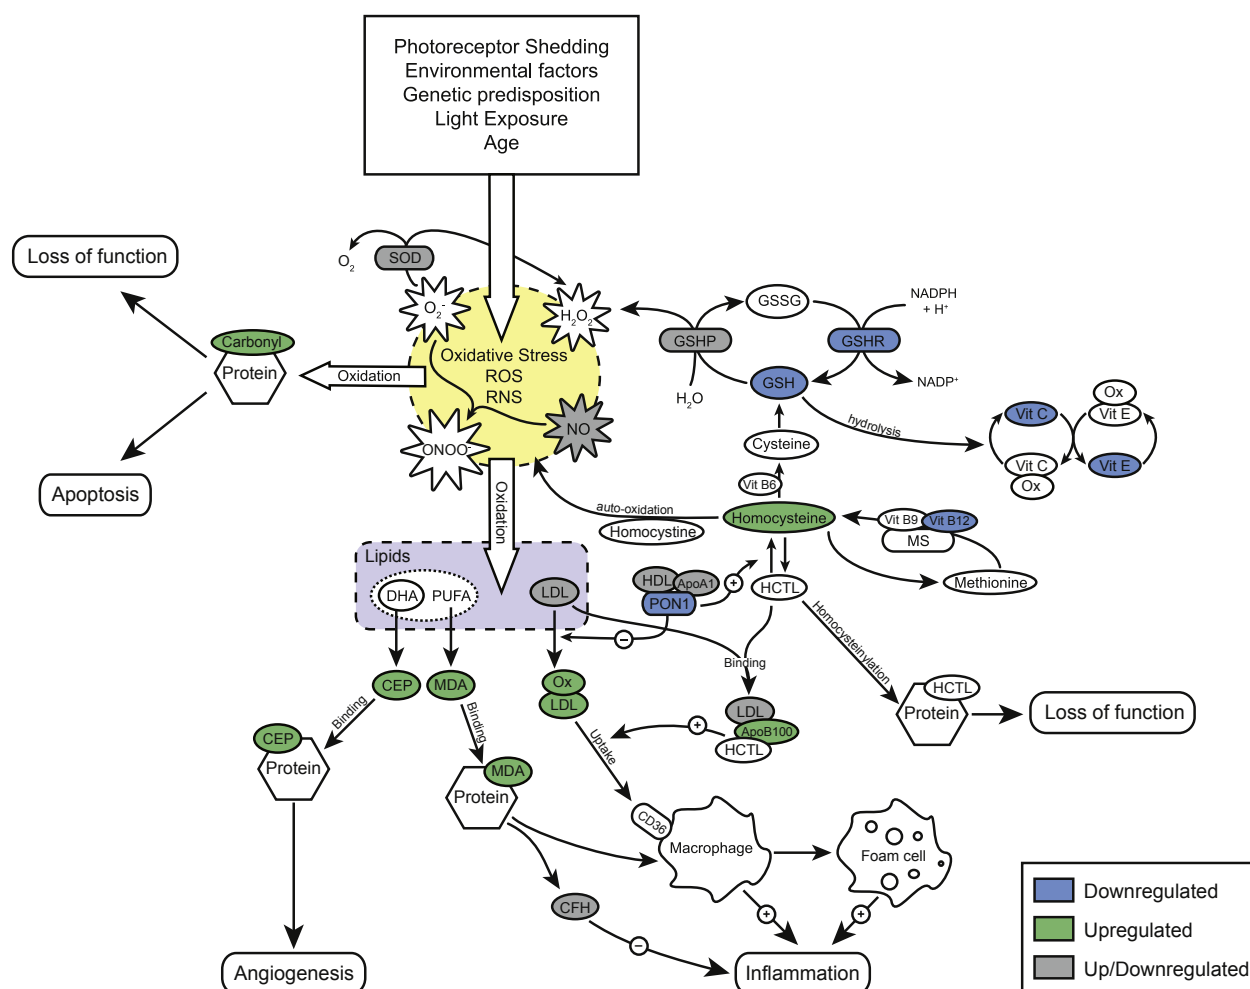 Photoreceptor Shedding
Environmental factors
Genetic predisposition
Light Exposure
Age
Loss of function
O₂
SOD
O₂⁻
H₂O₂
GSSG
NADPH
+ H⁺
GSHP
GSHR
Carbonyl
Protein
Oxidation
Oxidative Stress
ROS
RNS
H₂O
GSH
NADP⁺
Ox
Vit E
Vit C
hydrolysis
NO
ONOO⁻
Cysteine
Vit C
Ox
Vit E
Apoptosis
Oxidation
Vit B6
auto-oxidation
Homocystine
Homocysteine
Vit B9
Vit B12
MS
Methionine
Lipids
DHA
PUFA
LDL
HDL
ApoA1
PON1
+
HCTL
−
Homocysteinylation
Binding
CEP
MDA
Ox
LDL
HCTL
Protein
Loss of function
Binding
Binding
LDL
ApoB100
HCTL
+
Uptake
CEP
Protein
MDA
Protein
CD36
Macrophage
Foam cell
CFH
−
+
+
Angiogenesis
Inflammation
Downregulated
Upregulated
Up/Downregulated